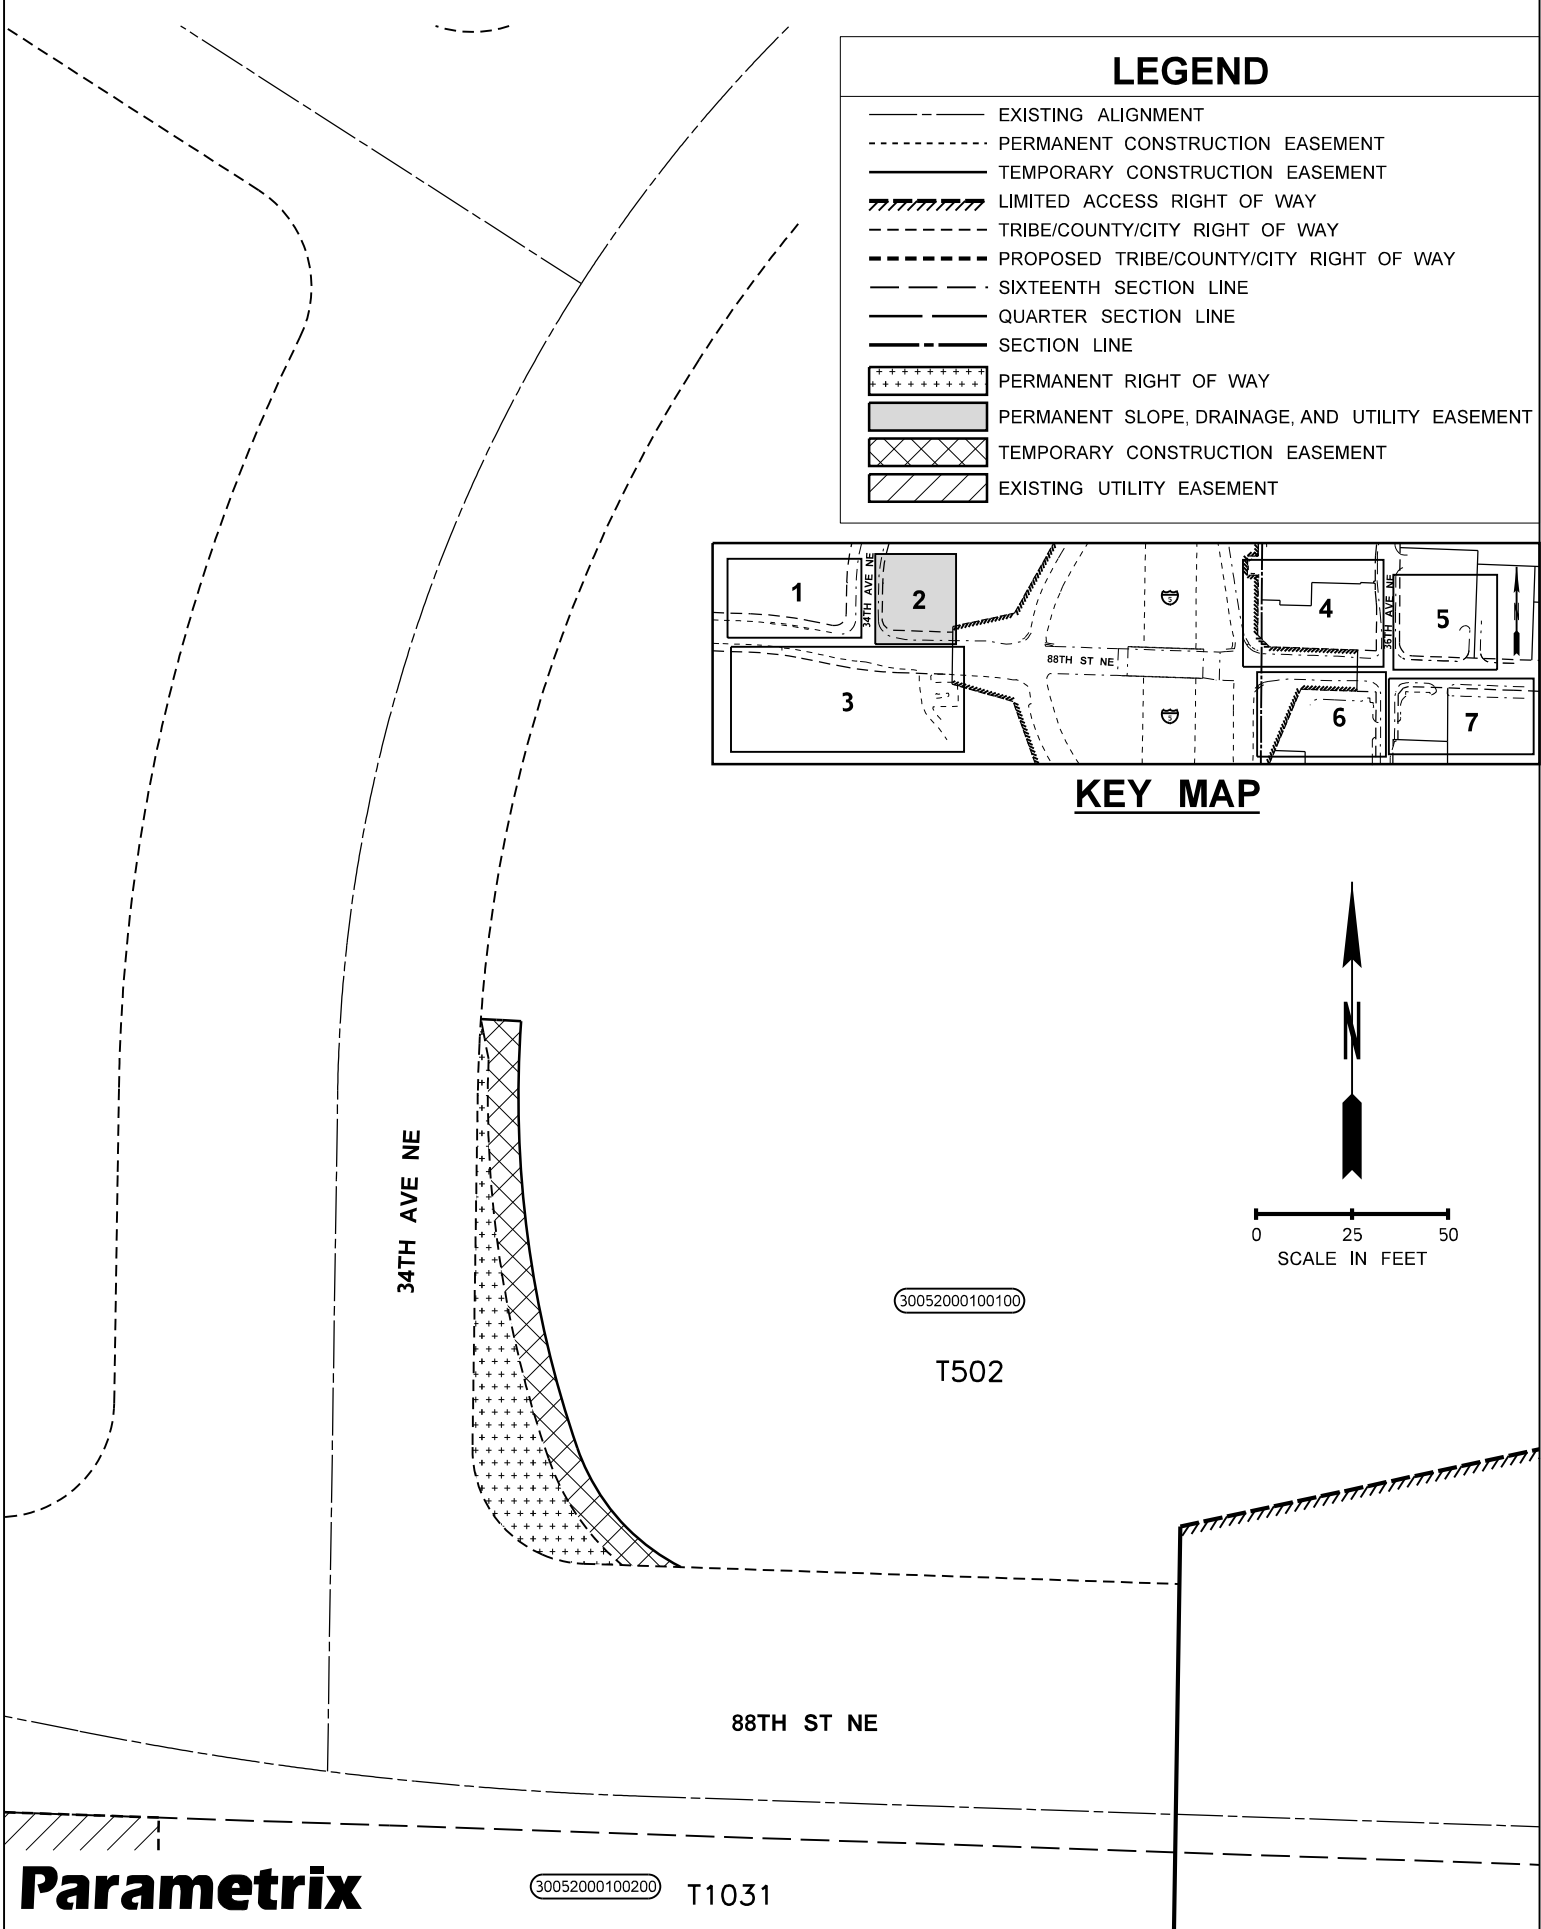 LEGEND
EXISTING ALIGNMENT
PERMANENT CONSTRUCTION EASEMENT
TEMPORARY CONSTRUCTION EASEMENT
LIMITED ACCESS RIGHT OF WAY
TRIBE/COUNTY/CITY RIGHT OF WAY
PROPOSED TRIBE/COUNTY/CITY RIGHT OF WAY
SIXTEENTH SECTION LINE
QUARTER SECTION LINE
SECTION LINE
PERMANENT RIGHT OF WAY
PERMANENT SLOPE, DRAINAGE, AND UTILITY EASEMENT
TEMPORARY CONSTRUCTION EASEMENT
EXISTING UTILITY EASEMENT
1
34TH AVE NE
2
5
4
36TH AVE NE
5
88TH ST NE
3
5
6
7
KEY MAP
N
0 25 50
SCALE IN FEET
34TH AVE NE
30052000100100
T502
88TH ST NE
Parametrix
30052000100200
T1031